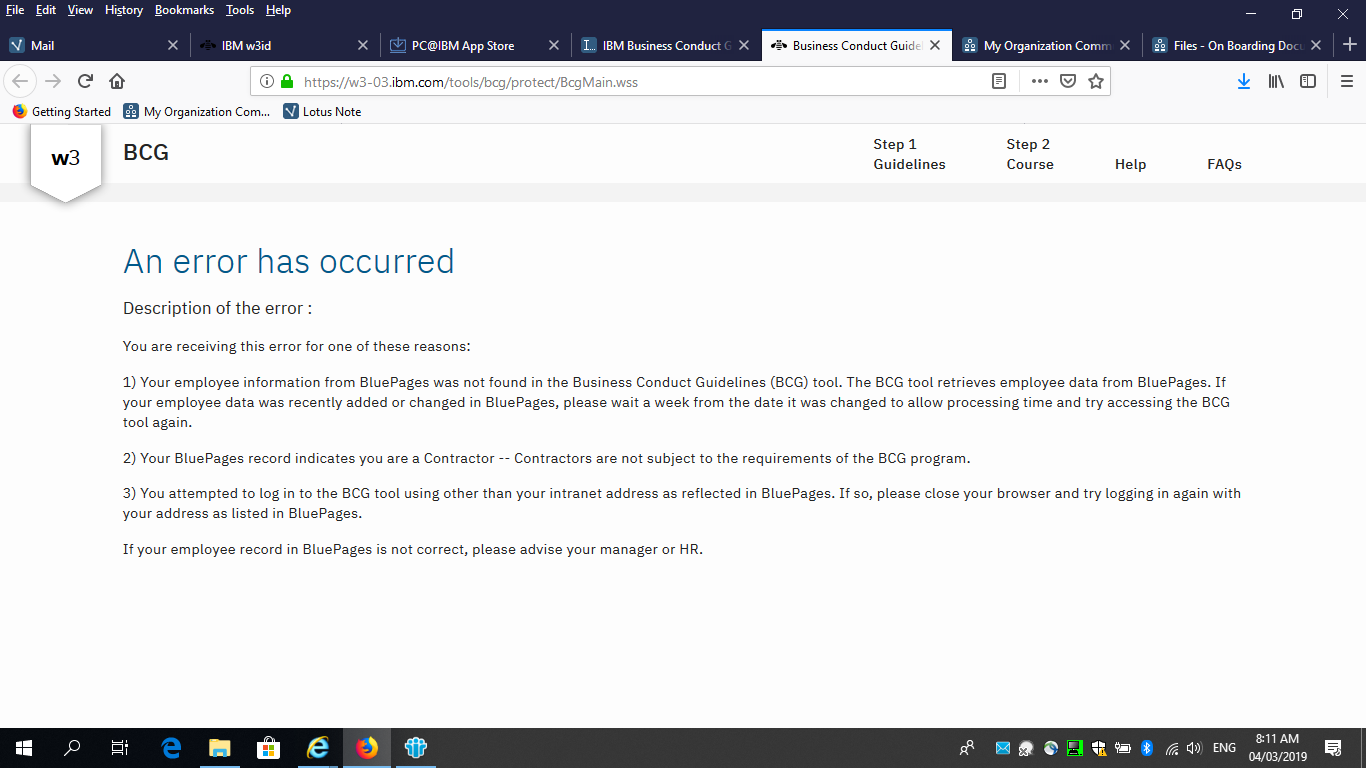 File Edit View History Bookmarks Tools Help
Mail IBM w3id PC@IBM App Store IBM Business Conduct G Business Conduct Guide My Organization Comm Files - On Boarding Docu
https://w3-03.ibm.com/tools/bcg/protect/BcgMain.wss
Getting Started My Organization Com... Lotus Note
w3 BCG Step 1 Guidelines Step 2 Course Help FAQs
An error has occurred
Description of the error :
You are receiving this error for one of these reasons:
1) Your employee information from BluePages was not found in the Business Conduct Guidelines (BCG) tool. The BCG tool retrieves employee data from BluePages. If
your employee data was recently added or changed in BluePages, please wait a week from the date it was changed to allow processing time and try accessing the BCG
tool again.
2) Your BluePages record indicates you are a Contractor -- Contractors are not subject to the requirements of the BCG program.
3) You attempted to log in to the BCG tool using other than your intranet address as reflected in BluePages. If so, please close your browser and try logging in again with
your address as listed in BluePages.
If your employee record in BluePages is not correct, please advise your manager or HR.
ENG 8:11 AM
04/03/2019